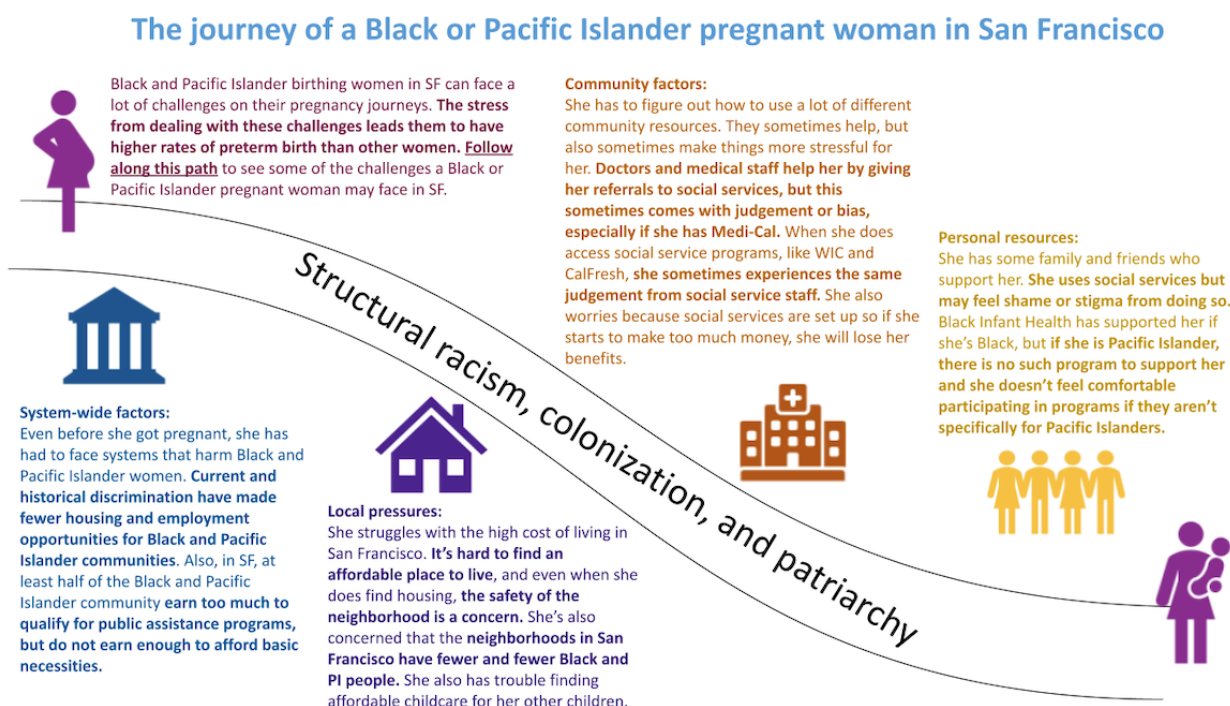 The journey of a Black or Pacific Islander pregnant woman in San Francisco
Black and Pacific Islander birthing women in SF can face a
lot of challenges on their pregnancy journeys. The stress
from dealing with these challenges leads them to have
higher rates of preterm birth than other women. Follow
along this path to see some of the challenges a Black or
Pacific Islander pregnant woman may face in SF.
Structural racism, colonization, and patriarchy
System-wide factors:
Even before she got pregnant, she has
had to face systems that harm Black and
Pacific Islander women. Current and
historical discrimination have made
fewer housing and employment
opportunities for Black and Pacific
Islander communities. Also, in SF, at
least half of the Black and Pacific
Islander community earn too much to
qualify for public assistance programs,
but do not earn enough to afford basic
necessities.
Local pressures:
She struggles with the high cost of living in
San Francisco. It's hard to find an
affordable place to live, and even when she
does find housing, the safety of the
neighborhood is a concern. She's also
concerned that the neighborhoods in San
Francisco have fewer and fewer Black and
PI people. She also has trouble finding
affordable childcare for her other children.
Community factors:
She has to figure out how to use a lot of different
community resources. They sometimes help, but
also sometimes make things more stressful for
her. Doctors and medical staff help her by giving
her referrals to social services, but this
sometimes comes with judgement or bias,
especially if she has Medi-Cal. When she does
access social service programs, like WIC and
CalFresh, she sometimes experiences the same
judgement from social service staff. She also
worries because social services are set up so if she
starts to make too much money, she will lose her
benefits.
Personal resources:
She has some family and friends who
support her. She uses social services but
may feel shame or stigma from doing so.
Black Infant Health has supported her if
she's Black, but if she is Pacific Islander,
there is no such program to support her
and she doesn't feel comfortable
participating in programs if they aren't
specifically for Pacific Islanders.